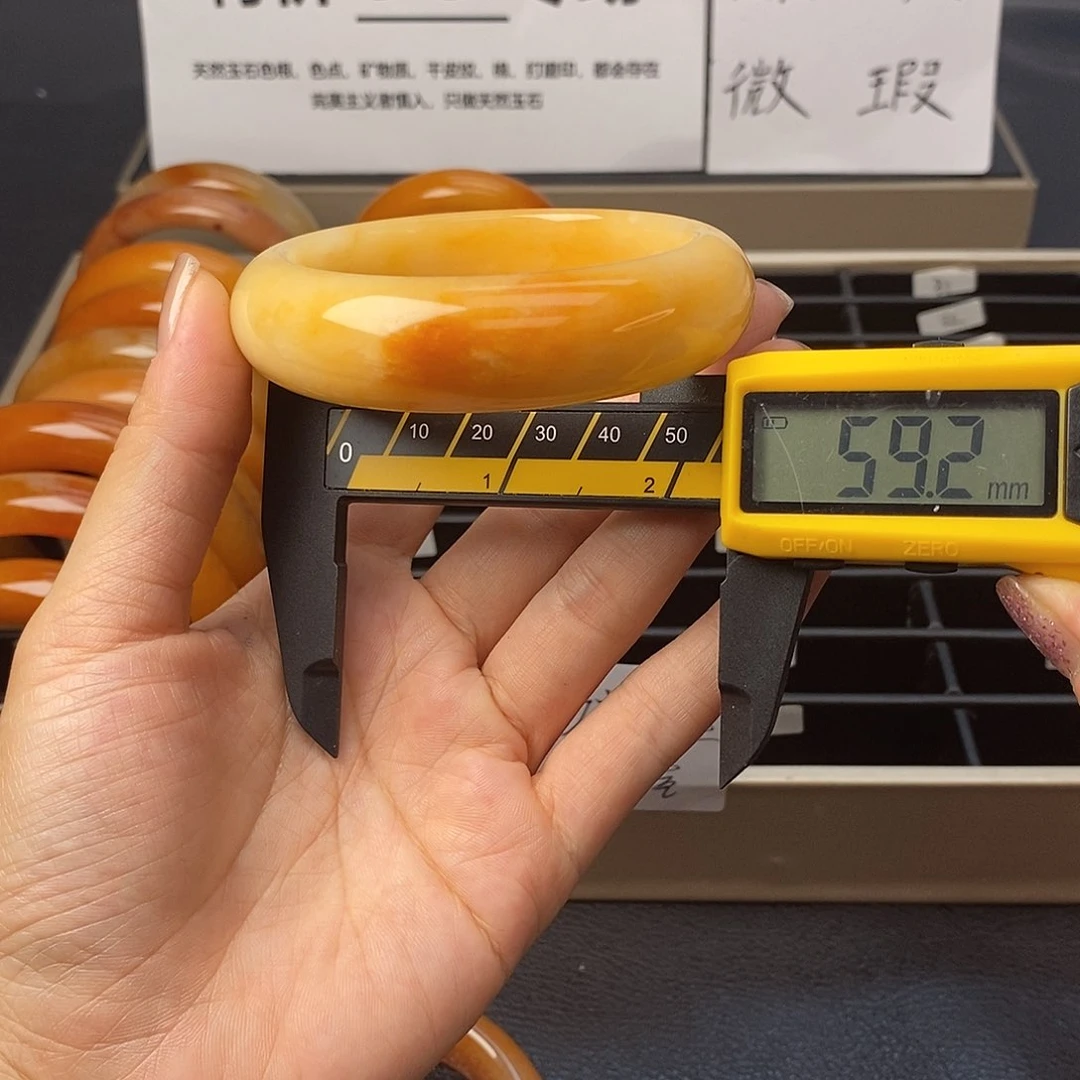 天然玉石色根、色点、矿物质、干皮纹、棉、打磨印、都会存在
完美主义者慎入、只做天然玉石
微 瑕
0 10 20 30 40 50
1 2
59.2 mm
OFF/ON ZERO